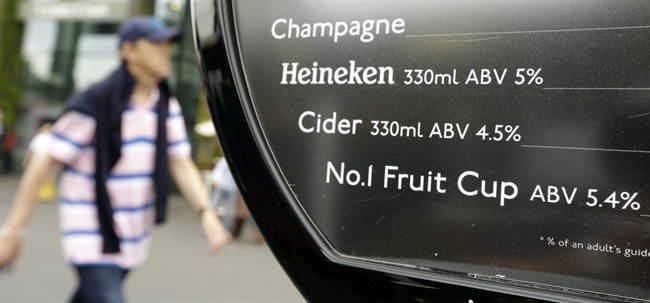 Champagne
Heineken 330ml ABV 5%
Cider 330ml ABV 4.5%
No.1 Fruit Cup ABV 5.4%
* % of an adult's guide